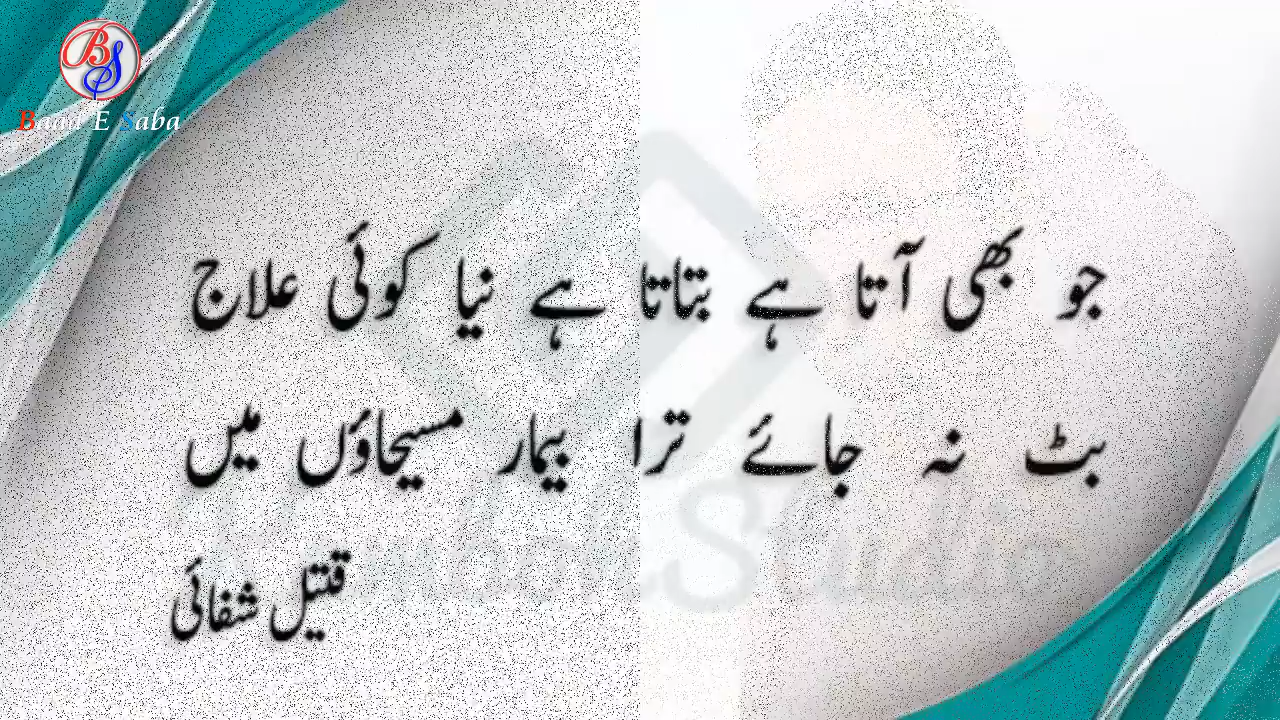 جو بھی آتا ہے بتاتا ہے نیا کوئی علاج
بٹ نہ جائے ترا بیمار مسیحاؤں میں
قتیل شفائی
BS
E Saba